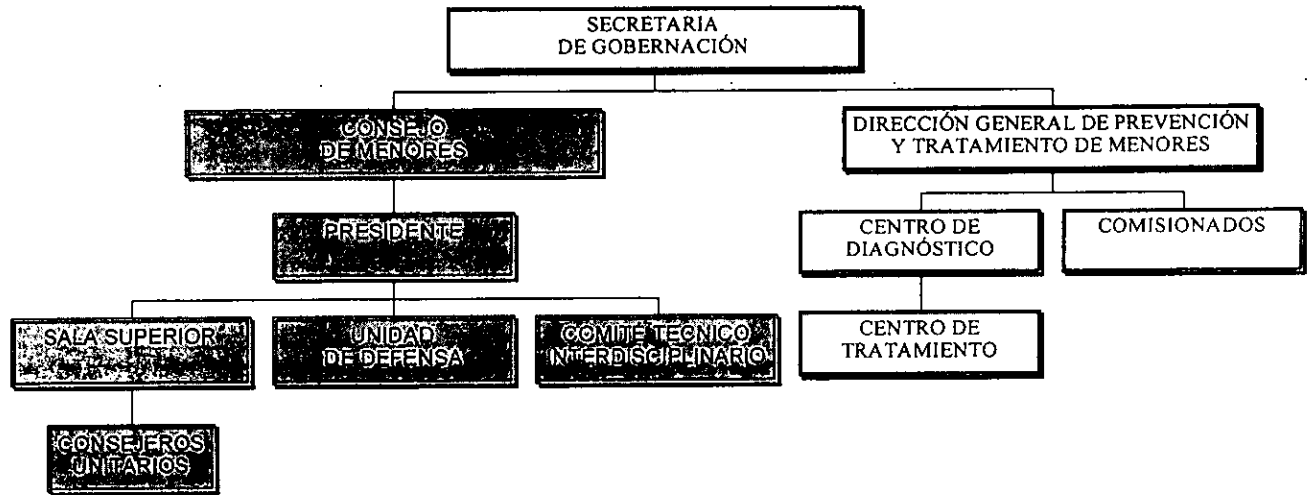 SECRETARIA
DE GOBERNACIÓN
CONSEJO
DE MENORES
DIRECCIÓN GENERAL DE PREVENCIÓN
Y TRATAMIENTO DE MENORES
PRESIDENTE
CENTRO DE
DIAGNÓSTICO
COMISIONADOS
SALA SUPERIOR
UNIDAD
DE DEFENSA
COMITE TECNICO
INTERDISCIPLINARIO
CENTRO DE
TRATAMIENTO
CONSEJEROS
UNITARIOS